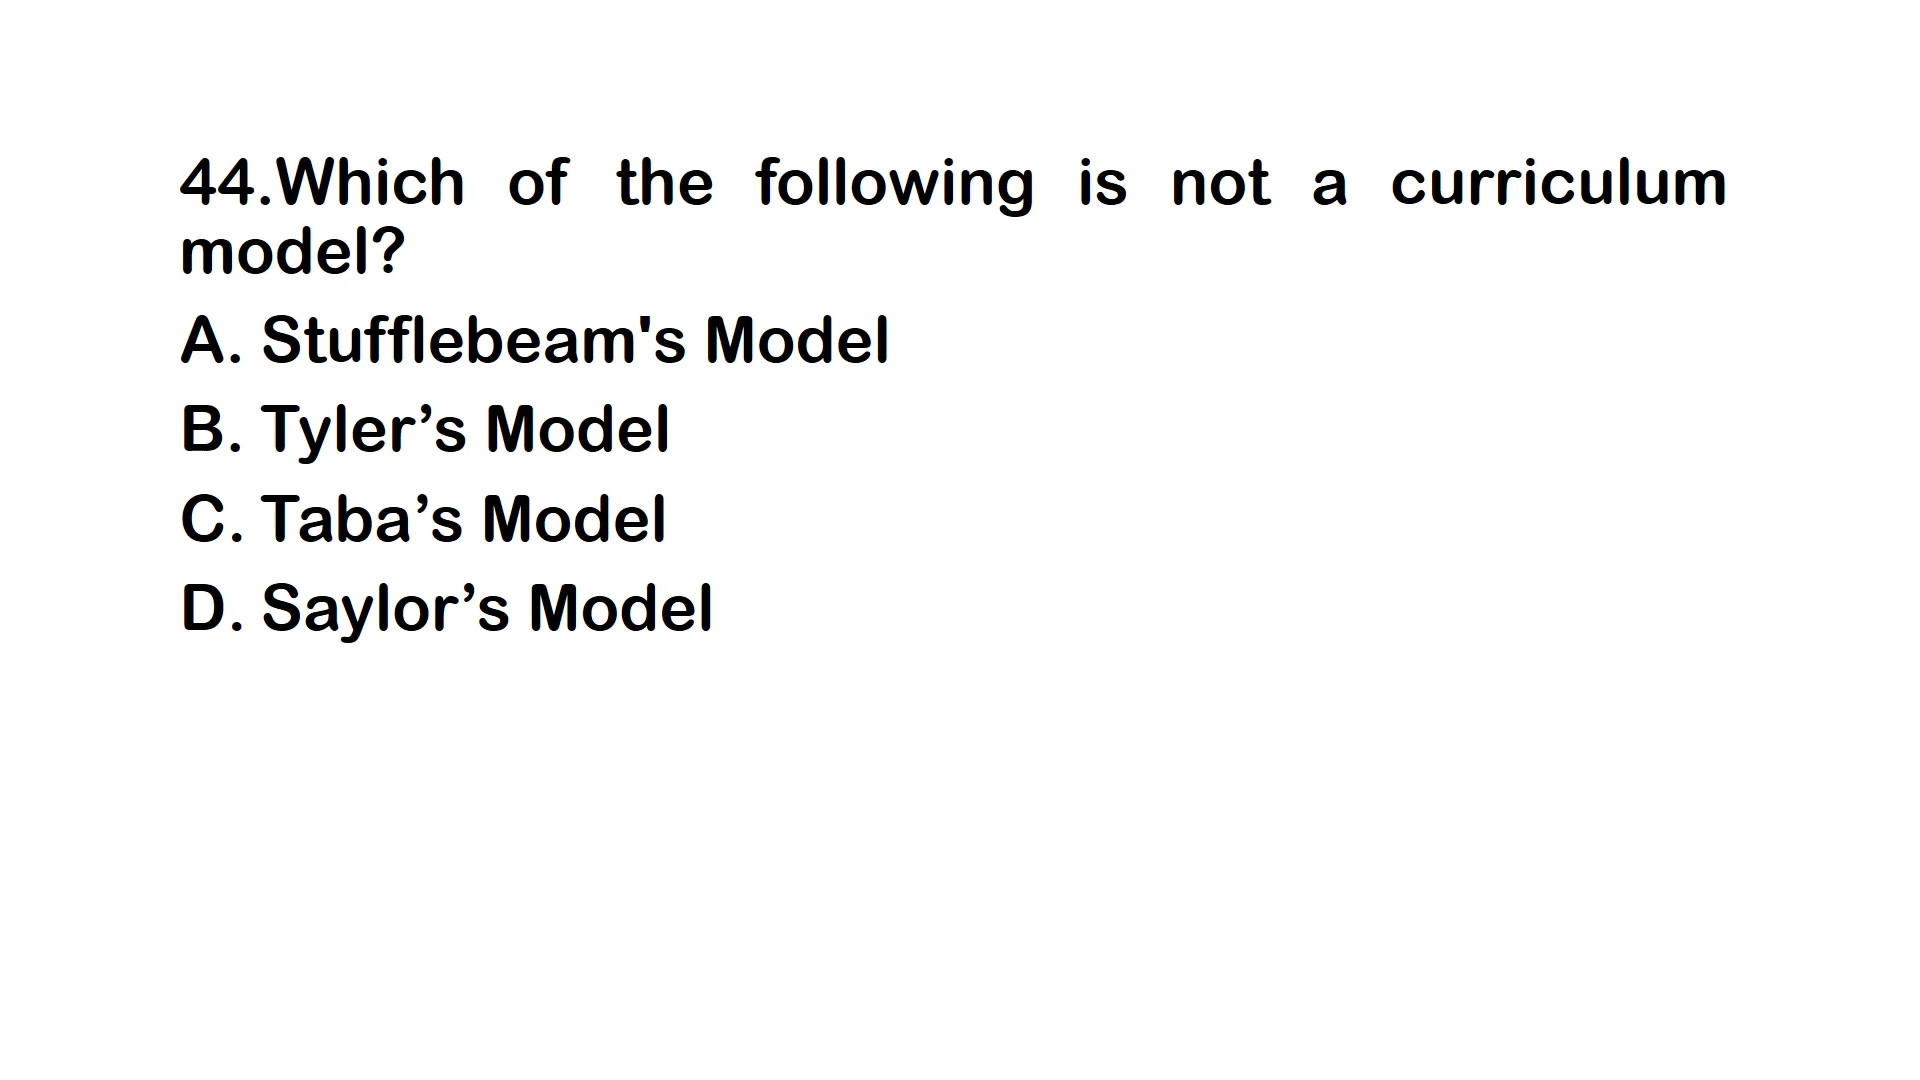 44.Which of the following is not a curriculum
model?
A. Stufflebeam's Model
B. Tyler’s Model
C. Taba’s Model
D. Saylor’s Model